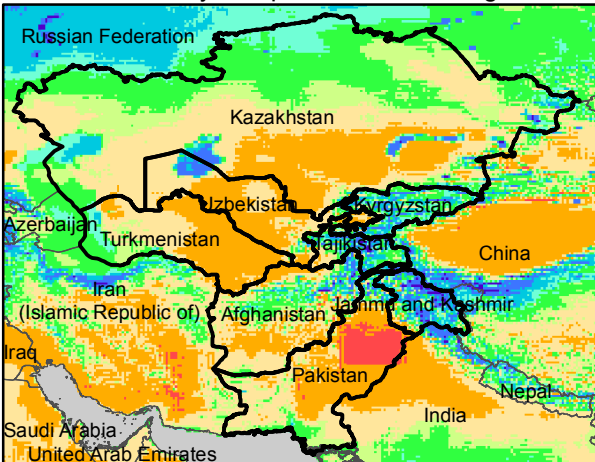 Russian Federation
Kazakhstan
Uzbekistan
Kyrgyzstan
Azerbaijan
Turkmenistan
Tajikistan
China
Iran
(Islamic Republic of)
Afghanistan
Jammu and Kashmir
Iraq
Pakistan
Nepal
India
Saudi Arabia
United Arab Emirates